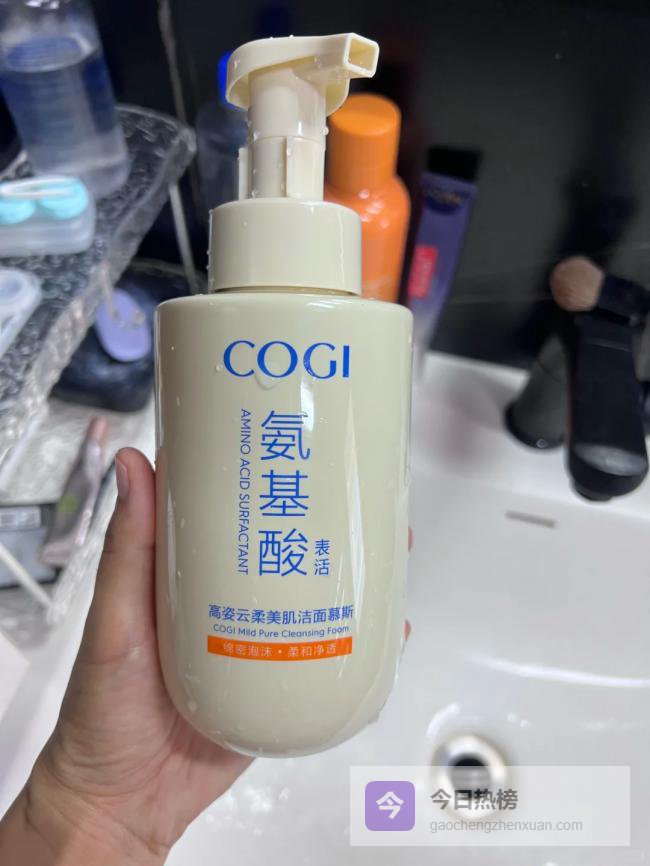 COGI
氨基酸
表活
AMINO ACID SURFACTANT
高姿云柔美肌洁面慕斯
COGI Mild Pure Cleansing Foam
绵密泡沫·柔和净透
今
今日热榜
gaochengzhenxuan.com